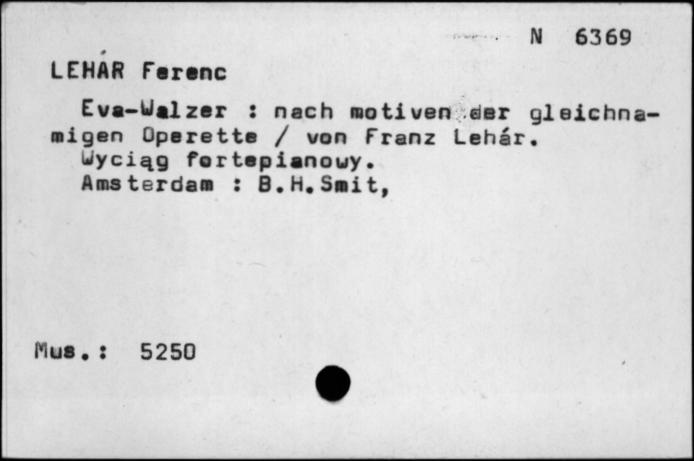 N 6369
LEHÁR Ferenc
Eva-Walzer : nach motiven der gleichna-
migen Operette / von Franz Lehár.
Wyciąg fortepianowy.
Amsterdam : B.H.Smit,
Mus.: 5250